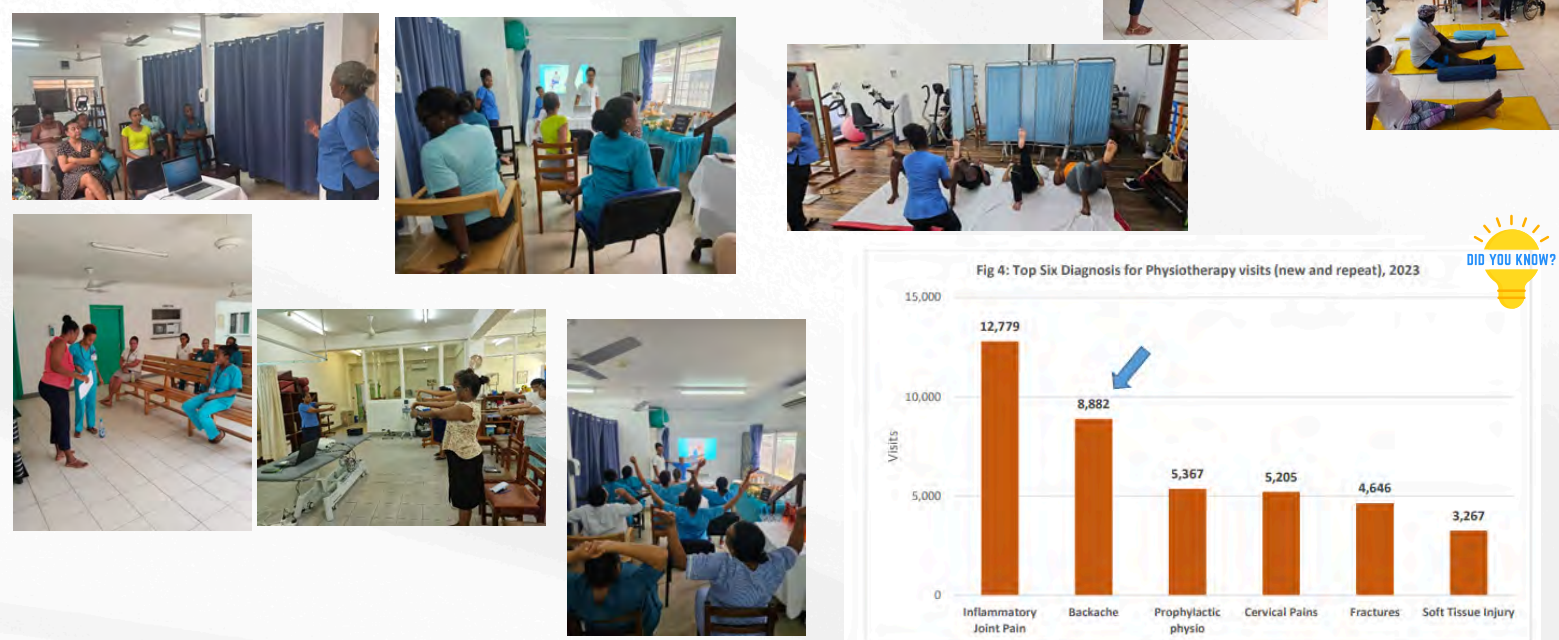 DID YOU KNOW?
Fig 4: Top Six Diagnosis for Physiotherapy visits (new and repeat), 2023
Visits
15,000
10,000
5,000
0
12,779
8,882
5,367
5,205
4,646
3,267
Inflammatory
Joint Pain
Backache
Prophylactic
physio
Cervical Pains
Fractures
Soft Tissue Injury